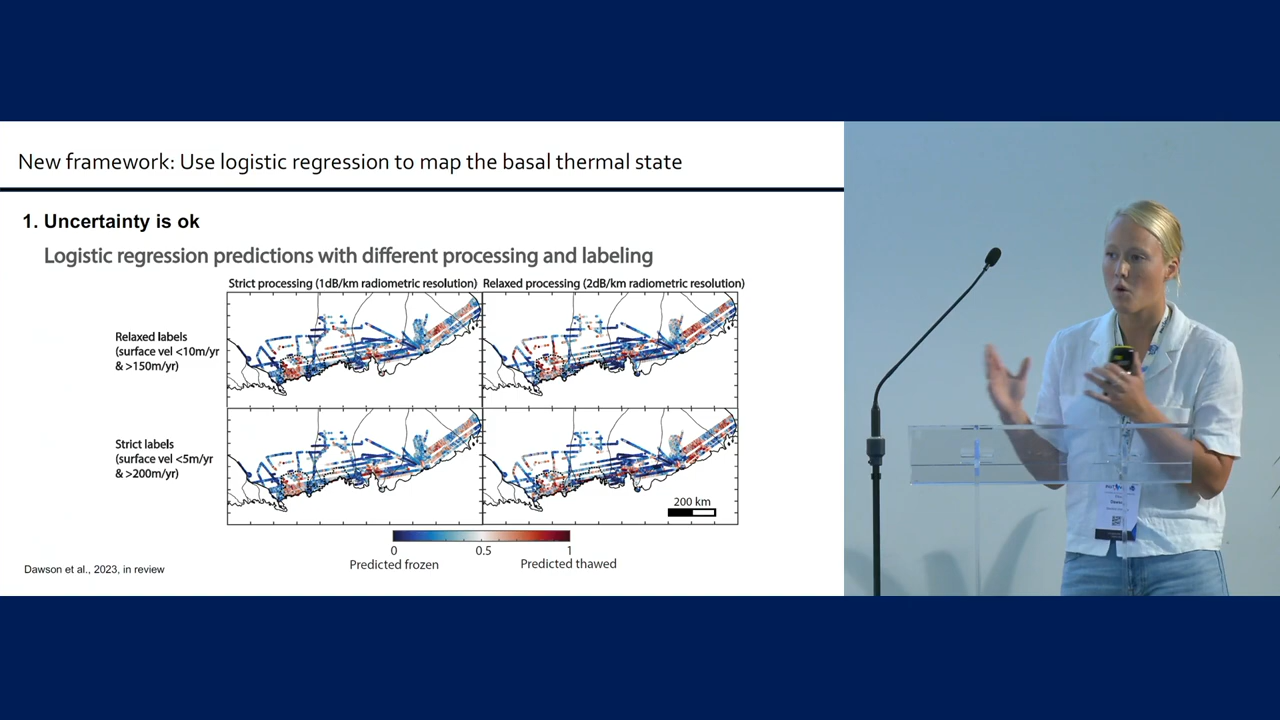 New framework: Use logistic regression to map the basal thermal state
1. Uncertainty is ok
Logistic regression predictions with different processing and labeling
Strict processing (1dB/km radiometric resolution)
Relaxed processing (2dB/km radiometric resolution)
Relaxed labels
(surface vel <10m/yr
& >150m/yr)
Strict labels
(surface vel <5m/yr
& >200m/yr)
200 km
0
0.5
1
Predicted frozen
Predicted thawed
Dawson et al., 2023, in review